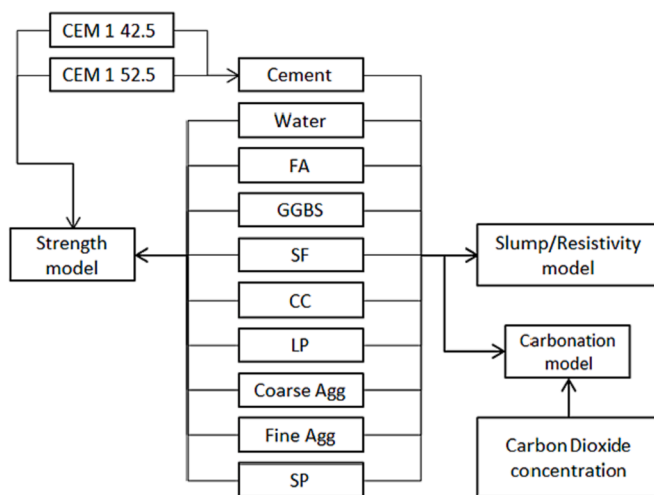 CEM 1 42.5
CEM 1 52.5
Cement
Water
FA
GGBS
SF
CC
LP
Coarse Agg
Fine Agg
SP
Strength
model
Slump/Resistivity
model
Carbonation
model
Carbon Dioxide
concentration